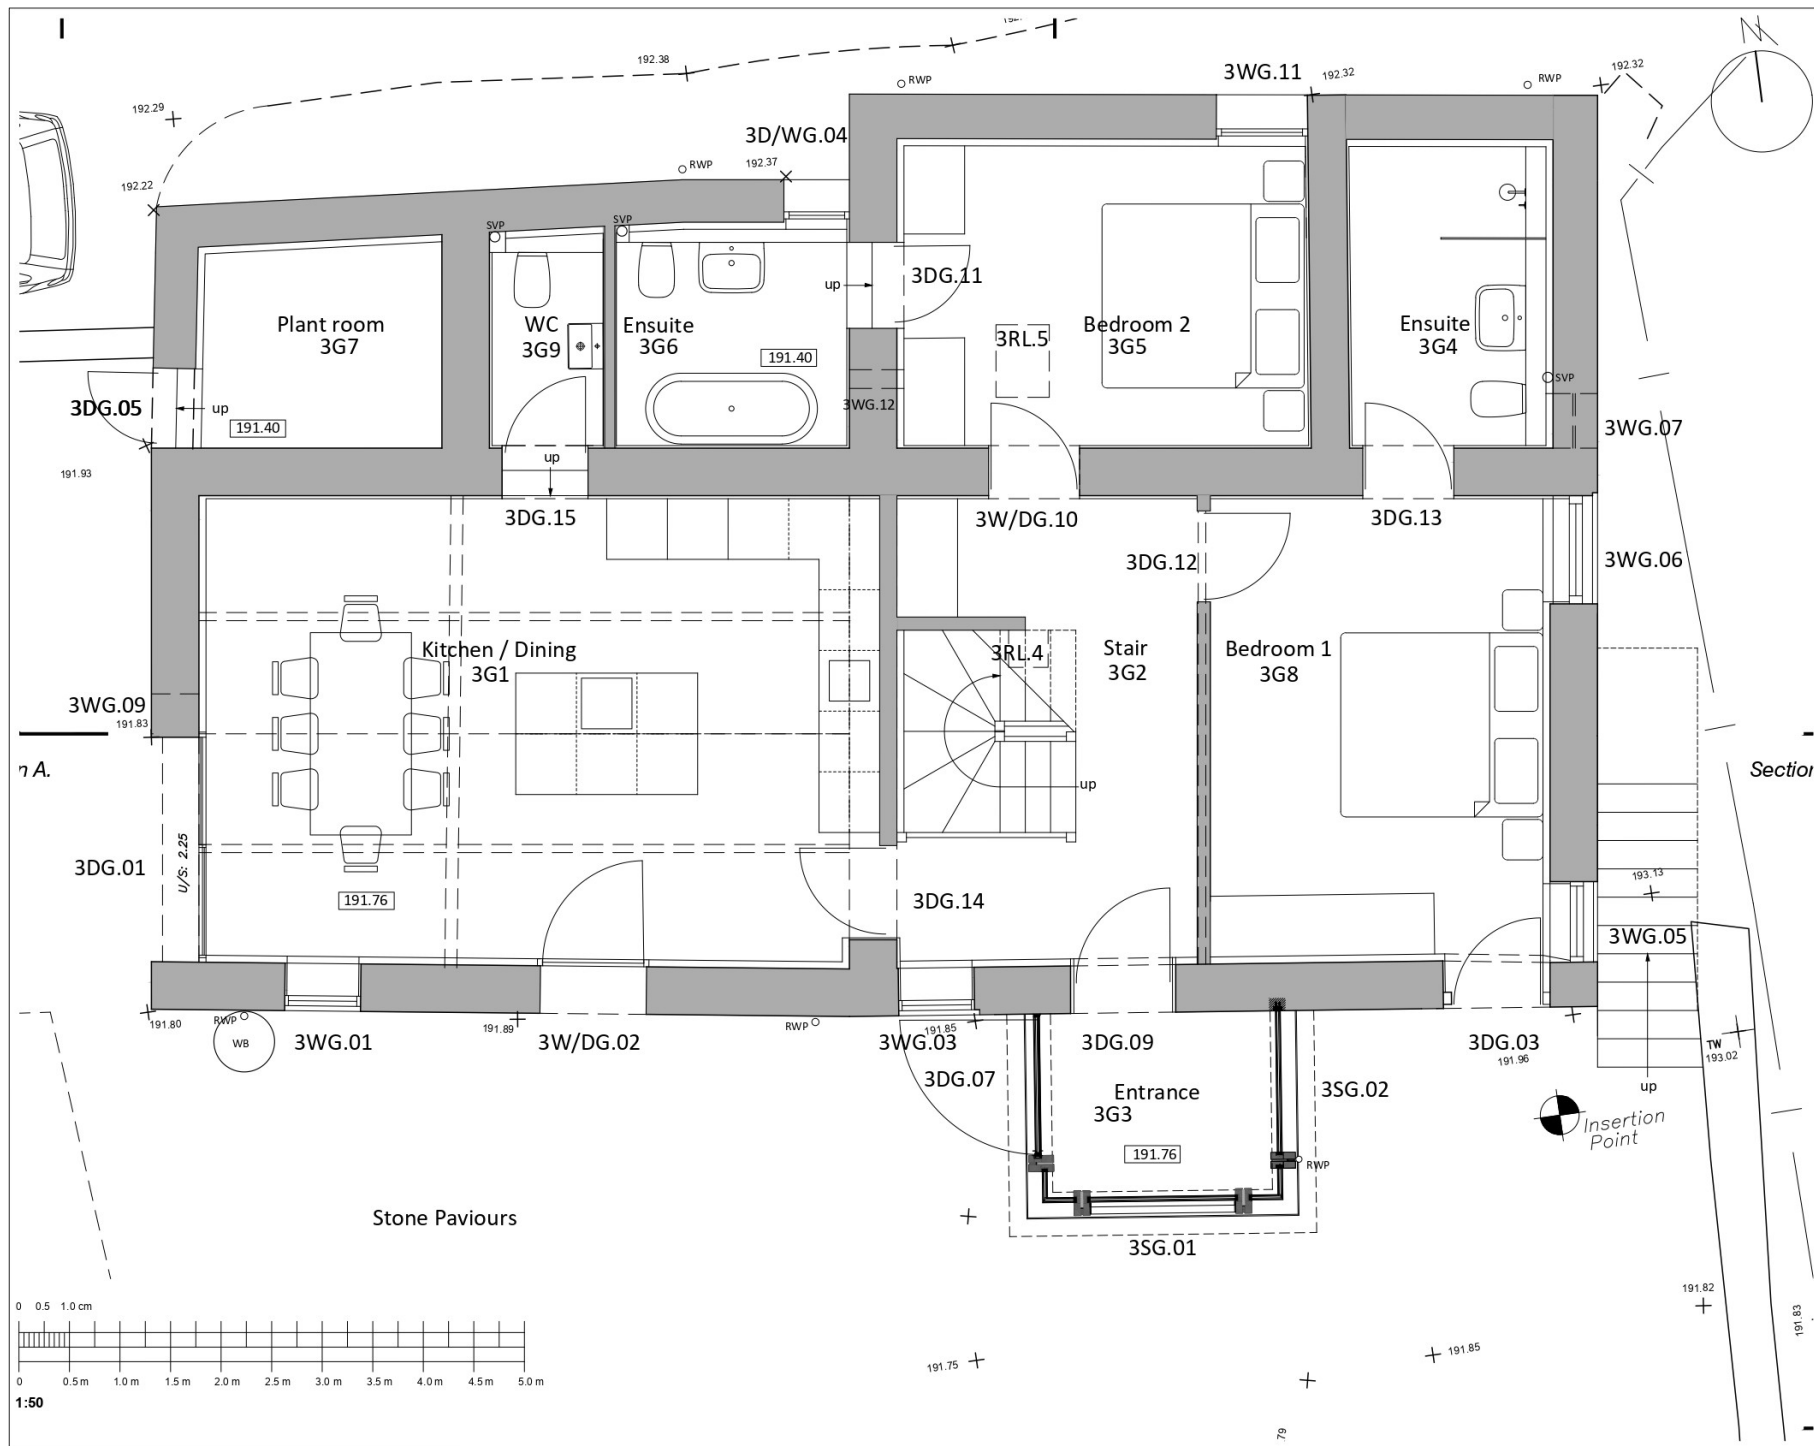 192.38
192.29
192.22
RWP
3WG.11
192.32
RWP
192.32
3D/WG.04
RWP
192.37
SVP
SVP
3DG.11
up
Plant room
3G7
WC
3G9
Ensuite
3G6
191.40
3RL.5
Bedroom 2
3G5
Ensuite
3G4
SVP
3DG.05
up
191.40
3WG.12
3WG.07
191.93
up
3DG.15
3W/DG.10
3DG.13
3DG.12
3WG.06
Kitchen / Dining
3G1
3RL.4
Stair
3G2
Bedroom 1
3G8
3WG.09
191.83
n A.
Section
up
U/S: 2.25
3DG.01
191.76
3DG.14
193.13
3WG.05
191.80
RWP
WB
3WG.01
191.89
3W/DG.02
RWP
3WG.03
191.85
3DG.09
3DG.03
191.96
TW
193.02
up
3DG.07
Entrance
3G3
3SG.02
191.76
RWP
Insertion
Point
Stone Paviours
3SG.01
191.82
191.83
0 0.5 1.0 cm
0 0.5 m 1.0 m 1.5 m 2.0 m 2.5 m 3.0 m 3.5 m 4.0 m 4.5 m 5.0 m
1:50
191.75
191.85
79